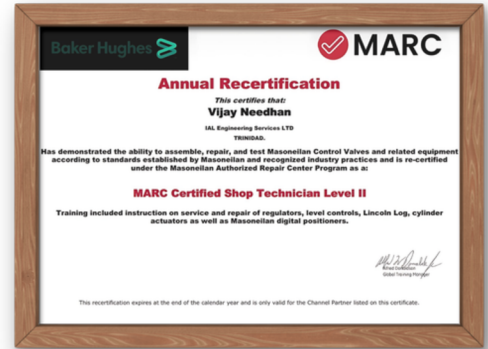 Baker Hughes
MARC
Annual Recertification
This certifies that:
Vijay Needhan
IAL Engineering Services LTD
TRINIDAD.
Has demonstrated the ability to assemble, repair, and test Masoneilan Control Valves and related equipment
according to standards established by Masoneilan and recognized industry practices and is re-certified
under the Masoneilan Authorized Repair Center Program as a:
MARC Certified Shop Technician Level II
Training included instruction on service and repair of regulators, level controls, Lincoln Log, cylinder
actuators as well as Masoneilan digital positioners.
Global Training Manager
This recertification expires at the end of the calendar year and is only valid for the Channel Partner listed on this certificate.